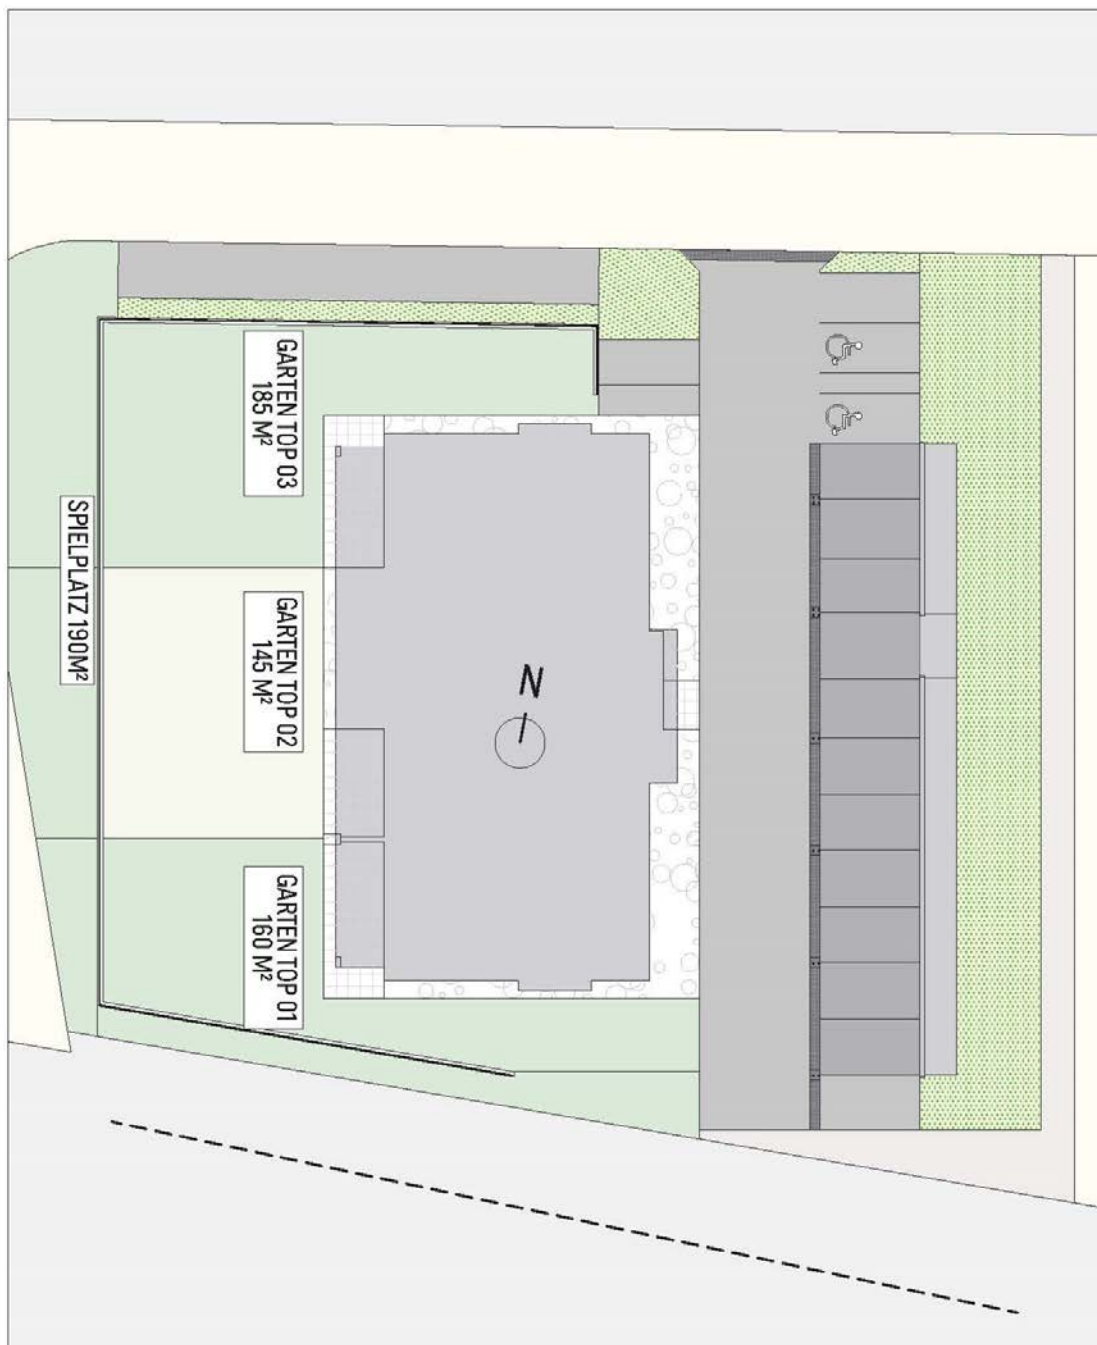 GARTEN TOP 03
185 M²
SPIELPLATZ 190M²
GARTEN TOP 02
145 M²
N
GARTEN TOP 01
160 M²